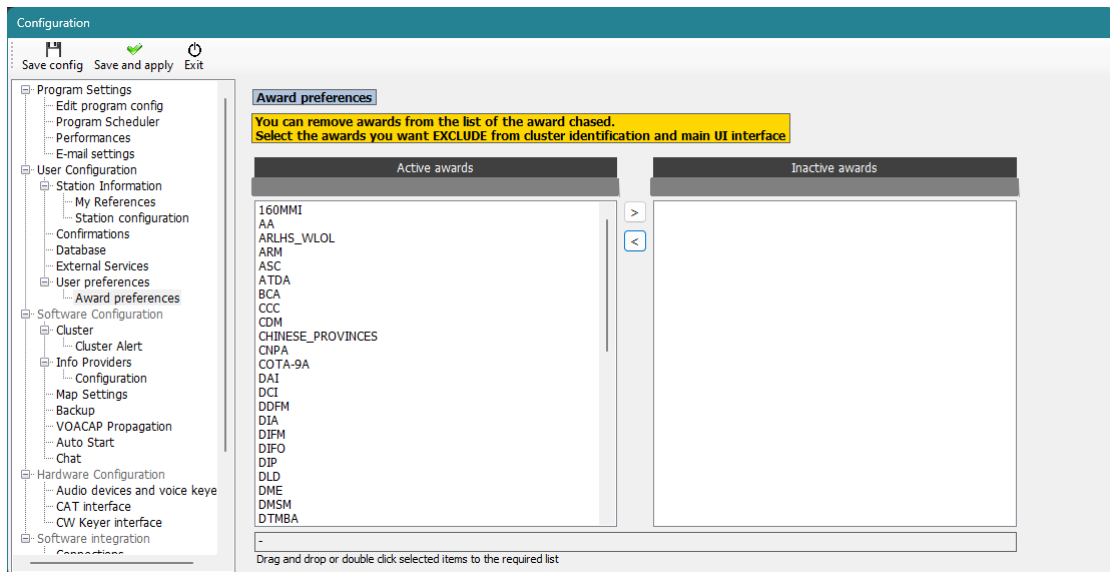 Configuration
Save config Save and apply Exit
Program Settings
Edit program config
Program Scheduler
Performances
E-mail settings
User Configuration
Station Information
My References
Station configuration
Confirmations
Database
External Services
User preferences
Award preferences
Software Configuration
Cluster
Cluster Alert
Info Providers
Configuration
Map Settings
Backup
VOACAP Propagation
Auto Start
Chat
Hardware Configuration
Audio devices and voice keye
CAT interface
CW Keyer interface
Software integration
Connections
Award preferences
You can remove awards from the list of the award chased.
Select the awards you want EXCLUDE from cluster identification and main UI interface
Active awards
160MMI
AA
ARLHS_WLOL
ARM
ASC
ATDA
BCA
CCC
CDM
CHINESE_PROVINCES
CNPA
COTA-9A
DAI
DCI
DDFM
DIA
DIFM
DIFO
DIP
DLD
DME
DMSM
DTMBA
>
<
Inactive awards
-
Drag and drop or double click selected items to the required list